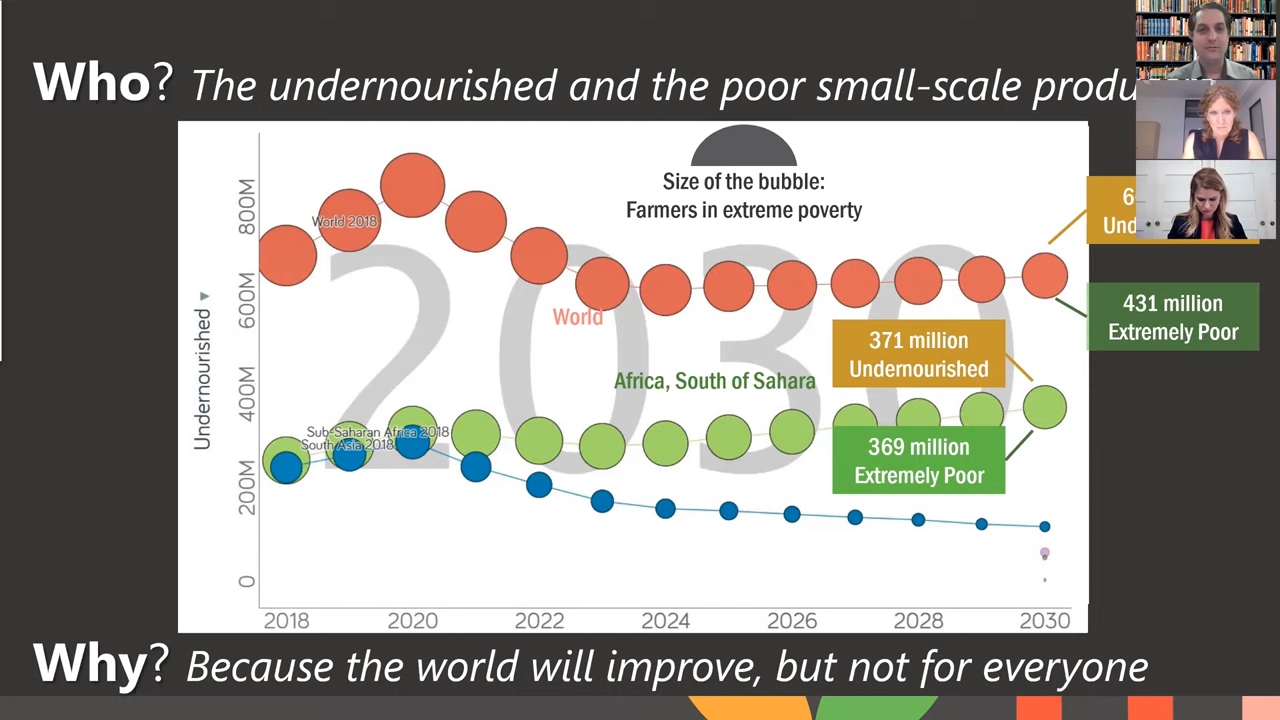 Who? The undernourished and the poor small-scale
Size of the bubble:
Farmers in extreme poverty
800M
600M
400M
200M
0
Undernourished ▼
World 2018
2030
World
431 million
Extremely Poor
371 million
Undernourished
Africa, South of Sahara
369 million
Extremely Poor
Sub-Saharan Africa 2018
South Asia 2018
2018 2020 2022 2024 2026 2028 2030
Why? Because the world will improve, but not for everyone